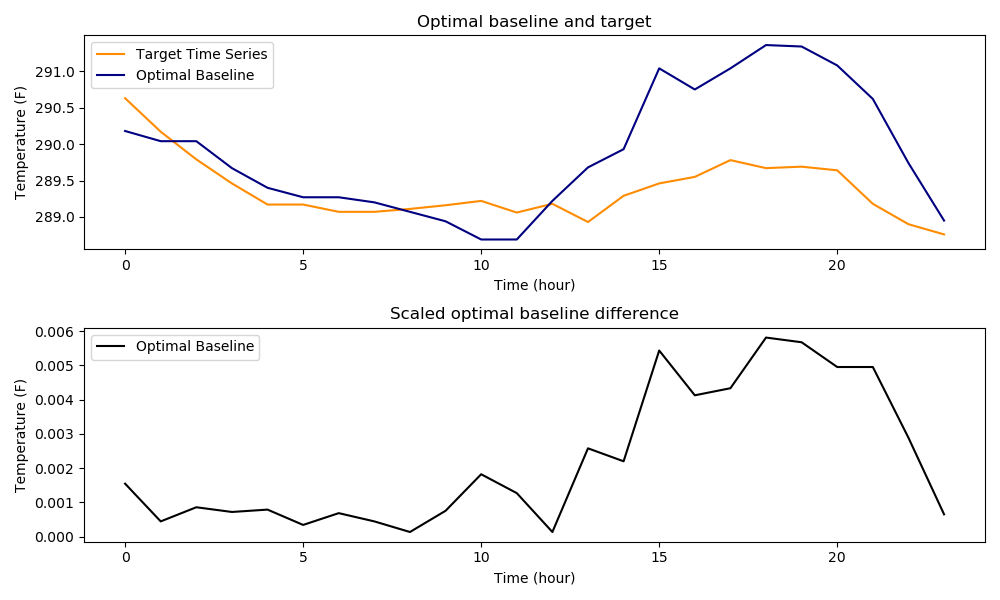 Optimal baseline and target
Target Time Series
Optimal Baseline
Temperature (F)
291.0
290.5
290.0
289.5
289.0
0 5 10 15 20
Time (hour)
Scaled optimal baseline difference
Optimal Baseline
Temperature (F)
0.006
0.005
0.004
0.003
0.002
0.001
0.000
0 5 10 15 20
Time (hour)